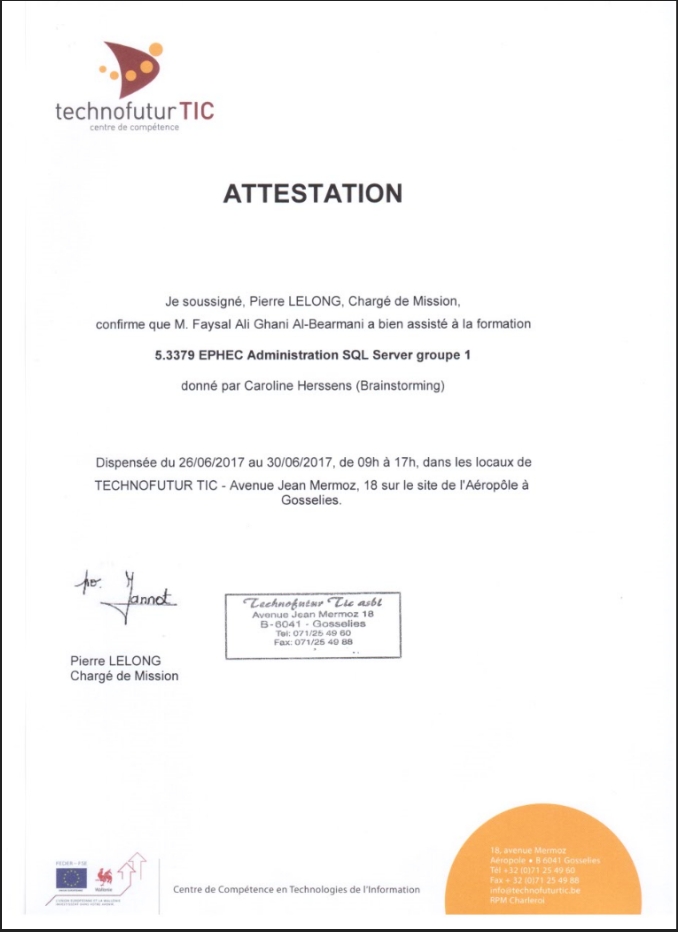 technofutur TIC
centre de compétence
ATTESTATION
Je soussigné, Pierre LELONG, Chargé de Mission,
confirme que M. Faysal Ali Ghani Al-Bearmani a bien assisté à la formation
5.3379 EPHEC Administration SQL Server groupe 1
donné par Caroline Herssens (Brainstorming)
Dispensée du 26/06/2017 au 30/06/2017, de 09h à 17h, dans les locaux de
TECHNOFUTUR TIC - Avenue Jean Mermoz, 18 sur le site de l'Aéropôle à
Gosselies.
po. Jannot
Technofutur Tic asbl
Avenue Jean Mermoz 18
B-6041 - Gosselies
Tel: 071/25 49 60
Fax: 071/25 49 88
Pierre LELONG
Chargé de Mission
FEDER - FSE
Centre de Compétence en Technologies de l'Information
18, avenue Mermoz
Aéropole • B 6041 Gosselies
Tél +32 (0)71 25 49 60
Fax + 32 (0)71 25 49 88
info@technofuturtic.be
RPM Charleroi